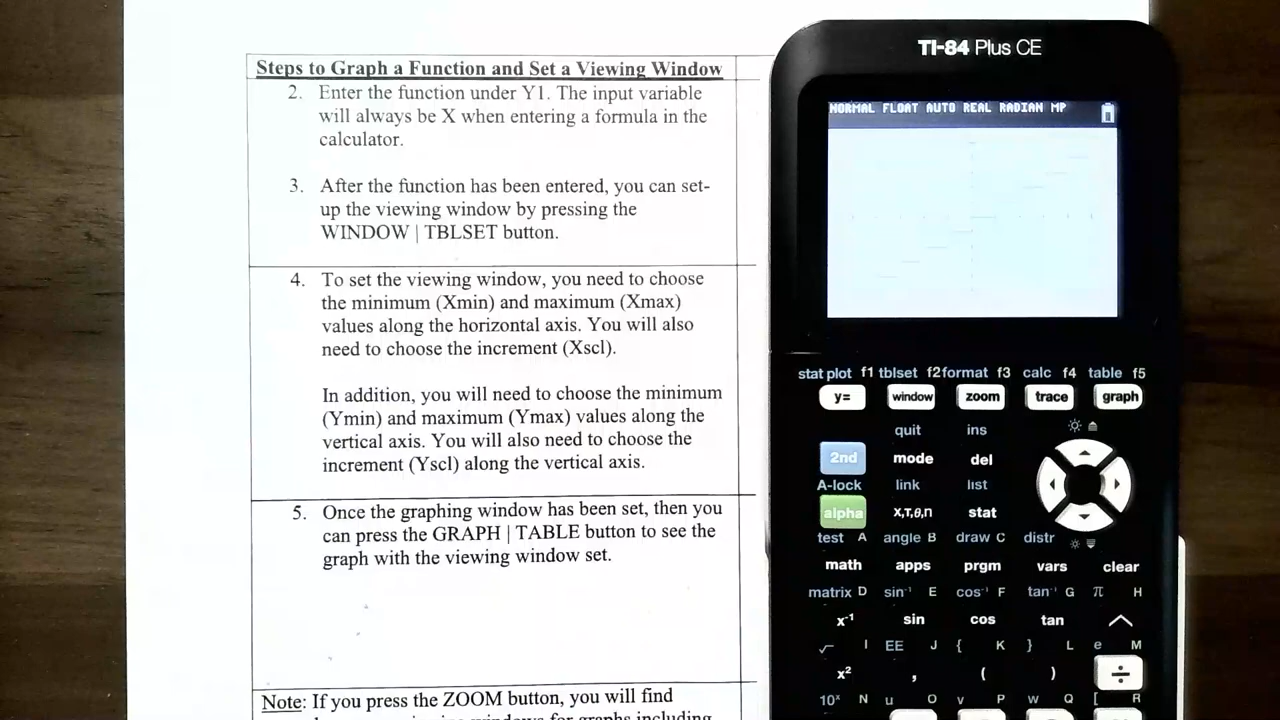 Steps to Graph a Function and Set a Viewing Window
2. Enter the function under Y1. The input variable
will always be X when entering a formula in the
calculator.
3. After the function has been entered, you can set-
up the viewing window by pressing the
WINDOW | TBLSET button.
4. To set the viewing window, you need to choose
the minimum (Xmin) and maximum (Xmax)
values along the horizontal axis. You will also
need to choose the increment (Xscl).
In addition, you will need to choose the minimum
(Ymin) and maximum (Ymax) values along the
vertical axis. You will also need to choose the
increment (Yscl) along the vertical axis.
5. Once the graphing window has been set, then you
can press the GRAPH | TABLE button to see the
graph with the viewing window set.
Note: If you press the ZOOM button, you will find
for graphs including
TI-84 Plus CE
NORMAL FLOAT AUTO REAL RADIAN MP
stat plot f1 tblset f2 format f3 calc f4 table f5
y= window zoom trace graph
quit ins
2nd mode del
A-lock link list
alpha X,T,θ,n stat
test A angle B draw C distr
math apps prgm vars clear
matrix D sin⁻¹ E cos⁻¹ F tan⁻¹ G π H
x⁻¹ sin cos tan ^
√ I EE J { K } L e M
x² , ( ) ÷
10ˣ N u O v P w Q [ R